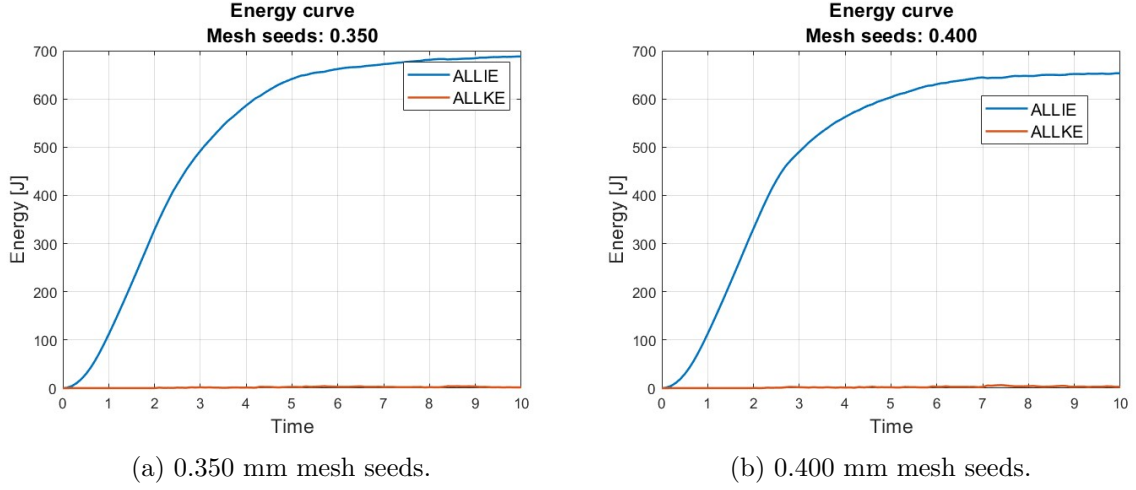 Energy curve
Mesh seeds: 0.350
700
600
500
400
300
200
100
0
Energy [J]
ALLIE
ALLKE
0 1 2 3 4 5 6 7 8 9 10
Time
(a) 0.350 mm mesh seeds.
Energy curve
Mesh seeds: 0.400
700
600
500
400
300
200
100
0
Energy [J]
ALLIE
ALLKE
0 1 2 3 4 5 6 7 8 9 10
Time
(b) 0.400 mm mesh seeds.